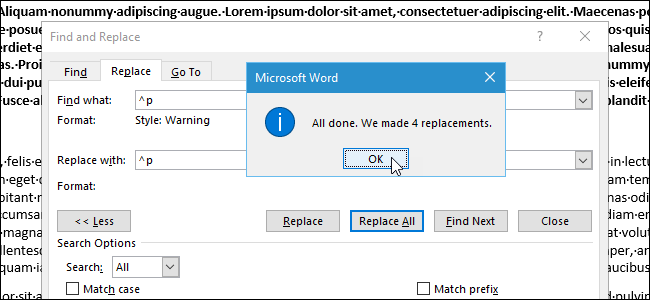 Aliquam·nonummy·adipiscing·augue.·Lorem·ipsum·dolor·sit·amet,·consectetuer·adipiscing·elit.·Maecenas·po
Find and Replace ?
Find Replace Go To
Microsoft Word
Find what: ^p
Format: Style: Warning
All done. We made 4 replacements.
OK
Replace with: ^p
Format:
<< Less Replace Replace All Find Next Close
Search Options
Search: All
Match case Match prefix